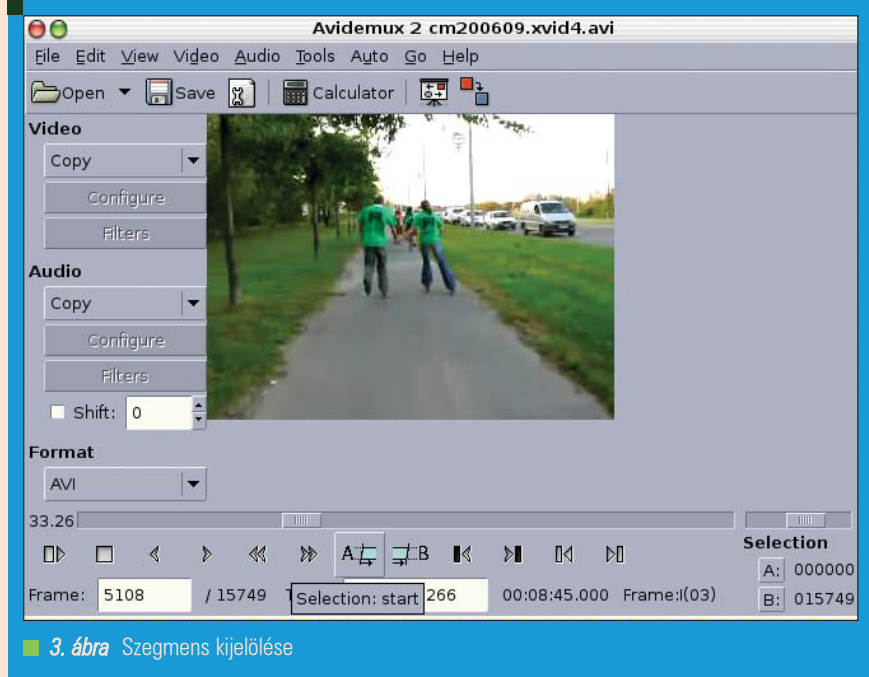 Avidemux 2 cm200609.xvid4.avi
File Edit View Video Audio Tools Auto Go Help
Open Save Calculator
Video
Copy
Configure
Filters
Audio
Copy
Configure
Filters
Shift: 0
Format
AVI
33.26
A B
Selection
A: 000000
Frame: 5108 / 15749 Selection: start 266 00:08:45.000 Frame:I(03)
B: 015749
3. ábra Szegmens kijelölése